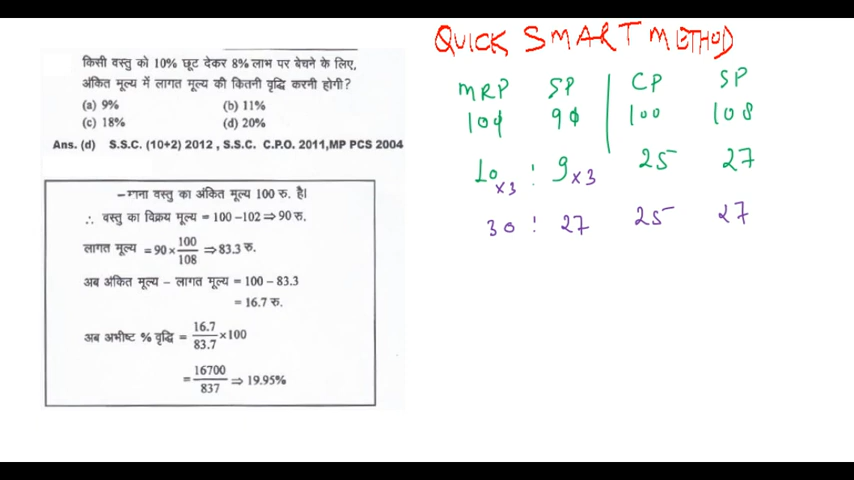 किसी वस्तु को 10% छूट देकर 8% लाभ पर बेचने के लिए,
अंकित मूल्य में लागत मूल्य की कितनी वृद्धि करनी होगी?
(a) 9% (b) 11%
(c) 18% (d) 20%
Ans. (d) S.S.C. (10+2) 2012 , S.S.C. C.P.O. 2011,MP PCS 2004
–माना वस्तु का अंकित मूल्य 100 रु. है।
∴ वस्तु का विक्रय मूल्य = 100 –102 ⇒ 90 रु.
लागत मूल्य = 90 × 100/108 ⇒ 83.3 रु.
अब अंकित मूल्य – लागत मूल्य = 100 – 83.3
= 16.7 रु.
अब अभीष्ट % वृद्धि = 16.7/83.7 ×100
= 16700/837 ⇒ 19.95%
QUICK SMART METHOD
MRP SP CP SP
100 90 100 108
10 ×3 : 9 ×3 25 27
30 : 27 25 27